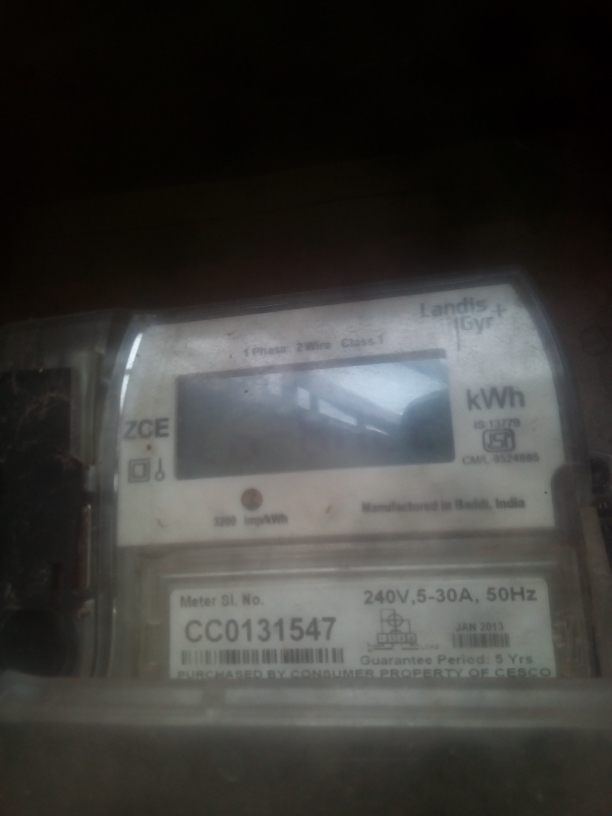 Landis
Gyr+
1 Phase 2 Wire Class 1
kWh
ZCE
IS:13779
ISI
CM/L
3200 imp/kWh
Manufactured in Baddi, India
Meter Sl. No.
240V,5-30A, 50Hz
CC0131547
JAN 2013
Guarantee Period: 5 Yrs
PURCHASED BY CONSUMER PROPERTY OF CESCO